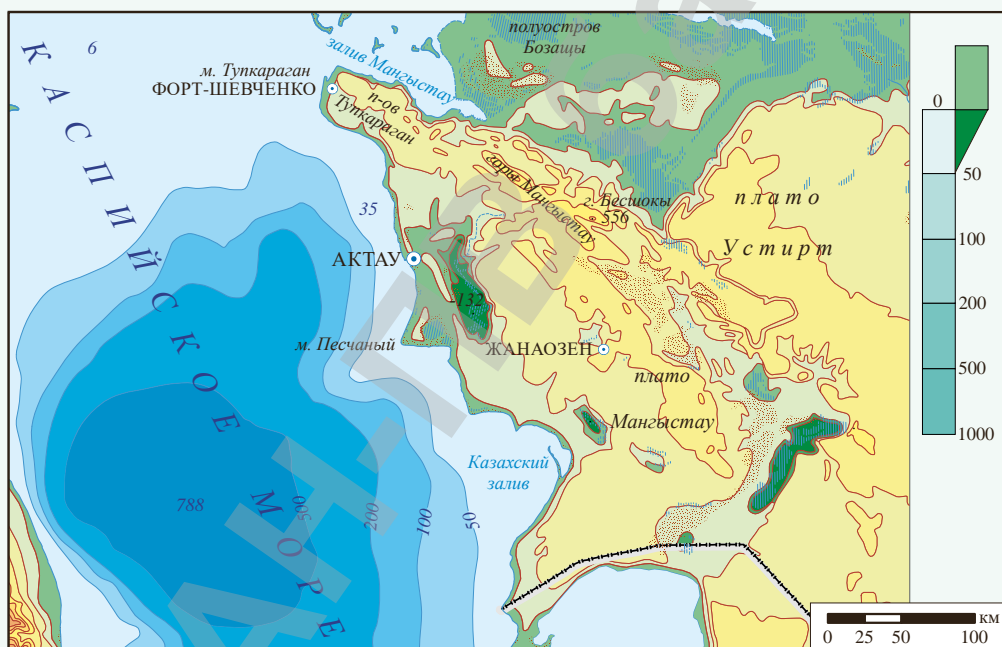 полуостров
Бозащы
6
залив Мангыстау
м. Тупкараган
ФОРТ-ШЕВЧЕНКО
п-ов
Тупкараган
горы Мангыстау
г. Бесшокы
556
плато
Устирт
35
АКТАУ
-132
м. Песчаный
ЖАНАОЗЕН
плато
Мангыстау
Казахский
залив
КАСПИЙСКОЕ МОРЕ
788
500
200
100
50
0
50
100
200
500
1000
км
0 25 50 100